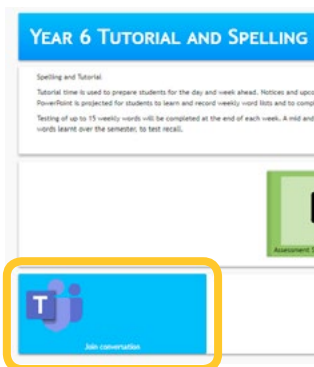 YEAR 6 TUTORIAL AND SPELLING
Spelling and Tutorial
Tutorial time is used to prepare students for the day and week ahead. Notices and
PowerPoint is projected for students to learn and record weekly word lists and to
Testing of up to 15 weekly words will be completed at the end of each week. A mid and
words learnt over the semester, to test recall.
Assessment
T
Join conversation